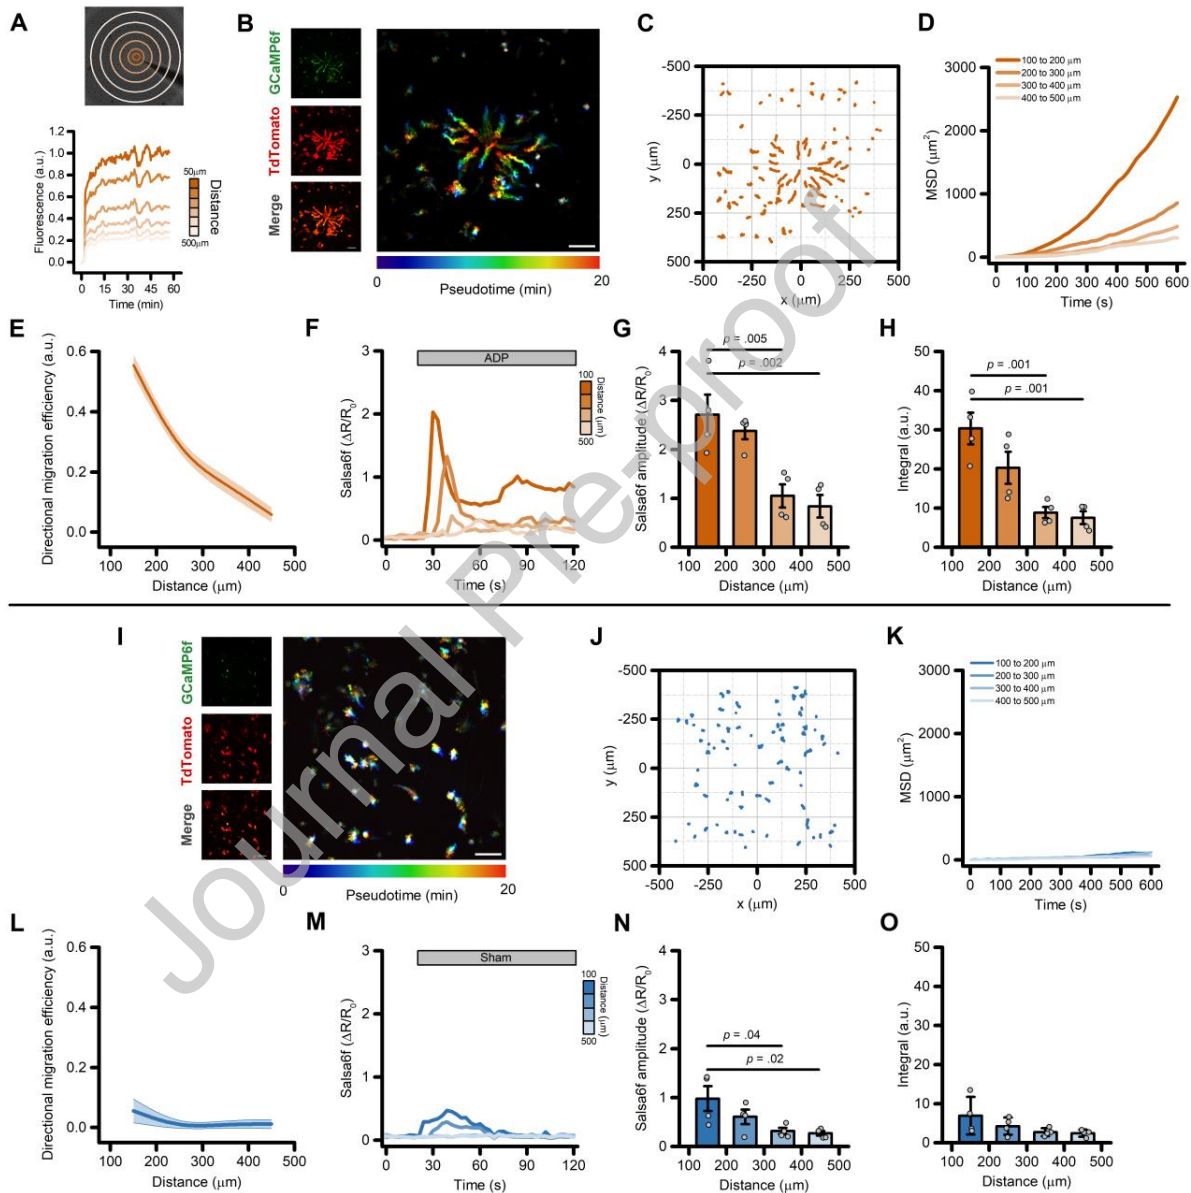 A
Fluorescence (a.u.)
1.2
1.0
0.8
0.6
0.4
0.2
0.0
0 15 30 45 60
Time (min)
50μm
500μm
Distance
B
GCaMP6f
TdTomato
Merge
0
20
Pseudotime (min)
C
y (μm)
-500
-250
0
250
500
-500 -250 0 250 500
x (μm)
D
100 to 200 μm
200 to 300 μm
300 to 400 μm
400 to 500 μm
MSD (μm²)
3000
2000
1000
0
0 100 200 300 400 500 600
Time (s)
E
Directional migration efficiency (a.u.)
0.6
0.4
0.2
0.0
100 200 300 400 500
Distance (μm)
F
ADP
Salsa6f (ΔR/R₀)
3
2
1
0
0 30 60 90 120
Time (s)
100
500
Distance (μm)
G
p = .005
p = .002
Salsa6f amplitude (ΔR/R₀)
4
3
2
1
0
100 200 300 400 500
Distance (μm)
H
p = .001
p = .001
Integral (a.u.)
50
40
30
20
10
0
100 200 300 400 500
Distance (μm)
I
GCaMP6f
TdTomato
Merge
0
20
Pseudotime (min)
J
y (μm)
-500
-250
0
250
500
-500 -250 0 250 500
x (μm)
K
100 to 200 μm
200 to 300 μm
300 to 400 μm
400 to 500 μm
MSD (μm²)
3000
2000
1000
0
0 100 200 300 400 500 600
Time (s)
L
Directional migration efficiency (a.u.)
0.6
0.4
0.2
0.0
100 200 300 400 500
Distance (μm)
M
Sham
Salsa6f (ΔR/R₀)
3
2
1
0
0 30 60 90 120
Time (s)
100
500
Distance (μm)
N
p = .04
p = .02
Salsa6f amplitude (ΔR/R₀)
4
3
2
1
0
100 200 300 400 500
Distance (μm)
O
Integral (a.u.)
50
40
30
20
10
0
100 200 300 400 500
Distance (μm)
Journal Pre-proof